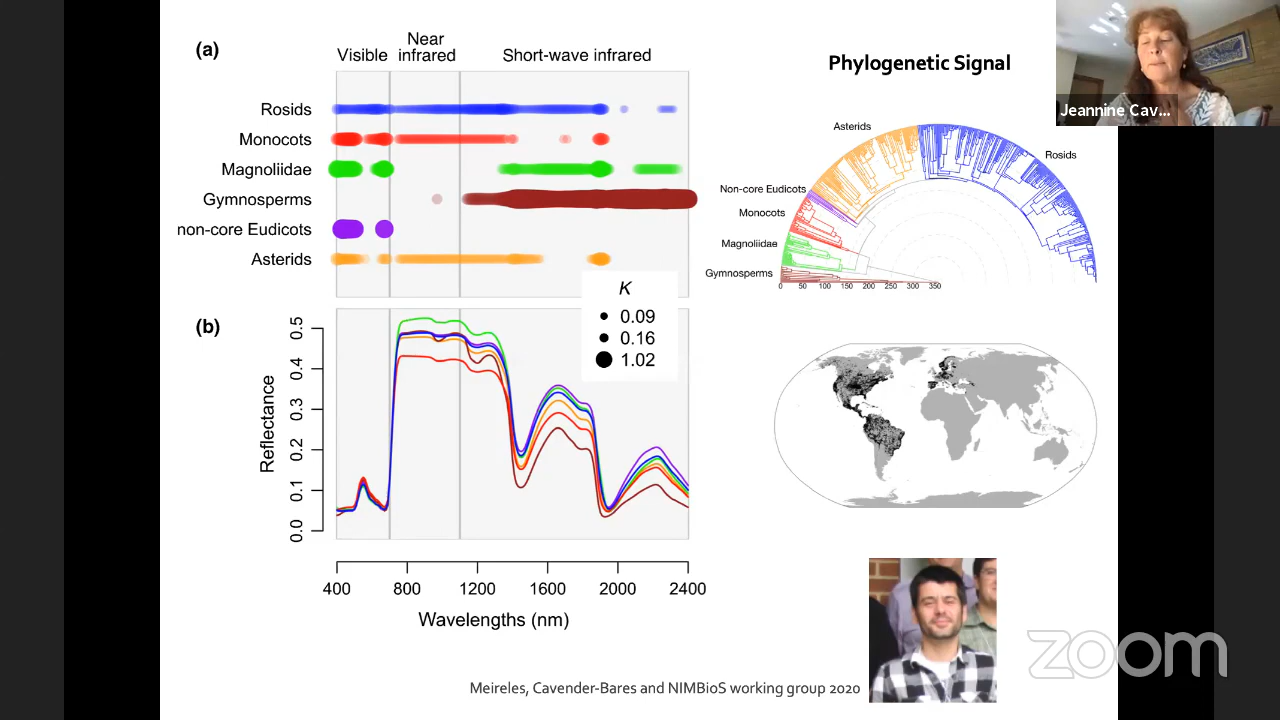 (a)
Visible
Near
infrared
Short-wave infrared
Rosids
Monocots
Magnoliidae
Gymnosperms
non-core Eudicots
Asterids
K
0.09
0.16
1.02
(b)
Reflectance
0.5
0.4
0.3
0.2
0.1
0.0
400
800
1200
1600
2000
2400
Wavelengths (nm)
Phylogenetic Signal
Asterids
Rosids
Non-core Eudicots
Monocots
Magnoliidae
Gymnosperms
0 50 100 150 200 250 300 350
Jeannine Cav...
Meireles, Cavender-Bares and NIMBioS working group 2020
zoom